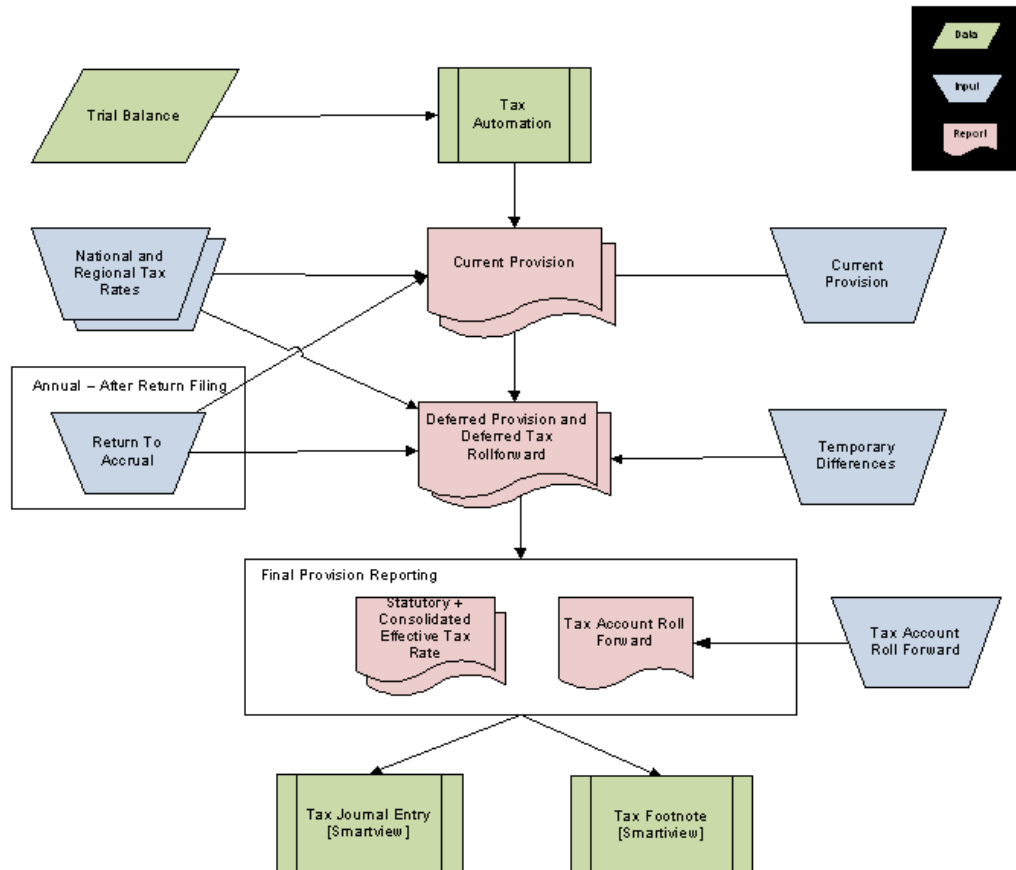 Data
Input
Report
Trial Balance
Tax
Automation
National and
Regional Tax
Rates
Current Provision
Current
Provision
Annual – After Return Filing
Return To
Accrual
Deferred Provision and
Deferred Tax
Rollforward
Temporary
Differences
Final Provision Reporting
Statutory +
Consolidated
Effective Tax
Rate
Tax Account Roll
Forward
Tax Account
Roll Forward
Tax Journal Entry
[Smartview]
Tax Footnote
[Smartiview]